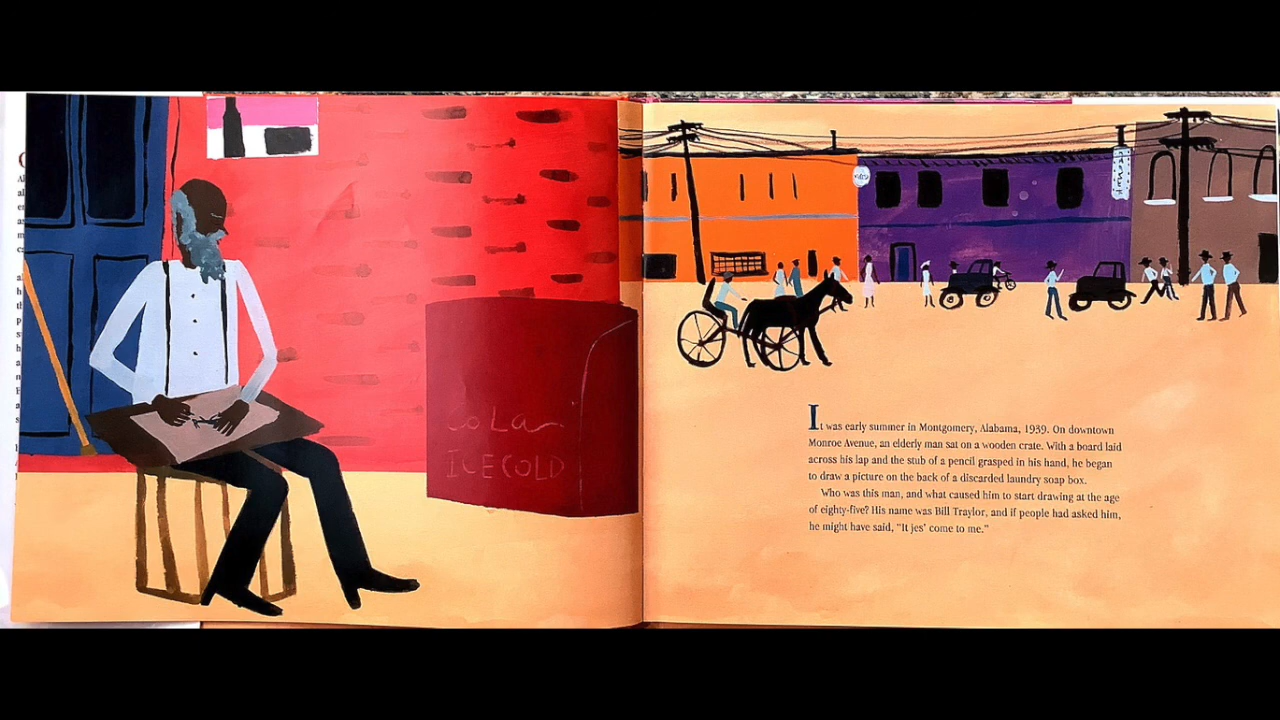 CoLa
ICE COLD
It was early summer in Montgomery, Alabama, 1939. On downtown
Monroe Avenue, an elderly man sat on a wooden crate. With a board laid
across his lap and the stub of a pencil grasped in his hand, he began
to draw a picture on the back of a discarded laundry soap box.
Who was this man, and what caused him to start drawing at the age
of eighty-five? His name was Bill Traylor, and if people had asked him,
he might have said, "It jes' come to me."